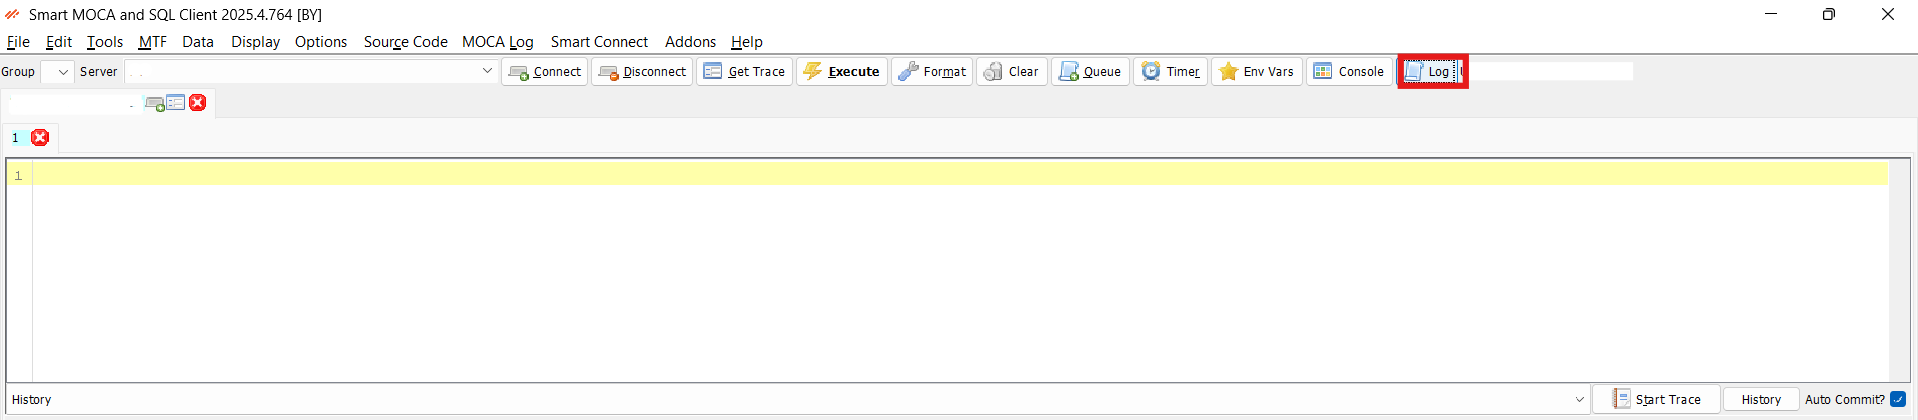 Smart MOCA and SQL Client 2025.4.764 [BY]
File Edit Tools MTF Data Display Options Source Code MOCA Log Smart Connect Addons Help
Group Server Connect Disconnect Get Trace Execute Format Clear Queue Timer Env Vars Console Log
1
1
History Start Trace History Auto Commit?